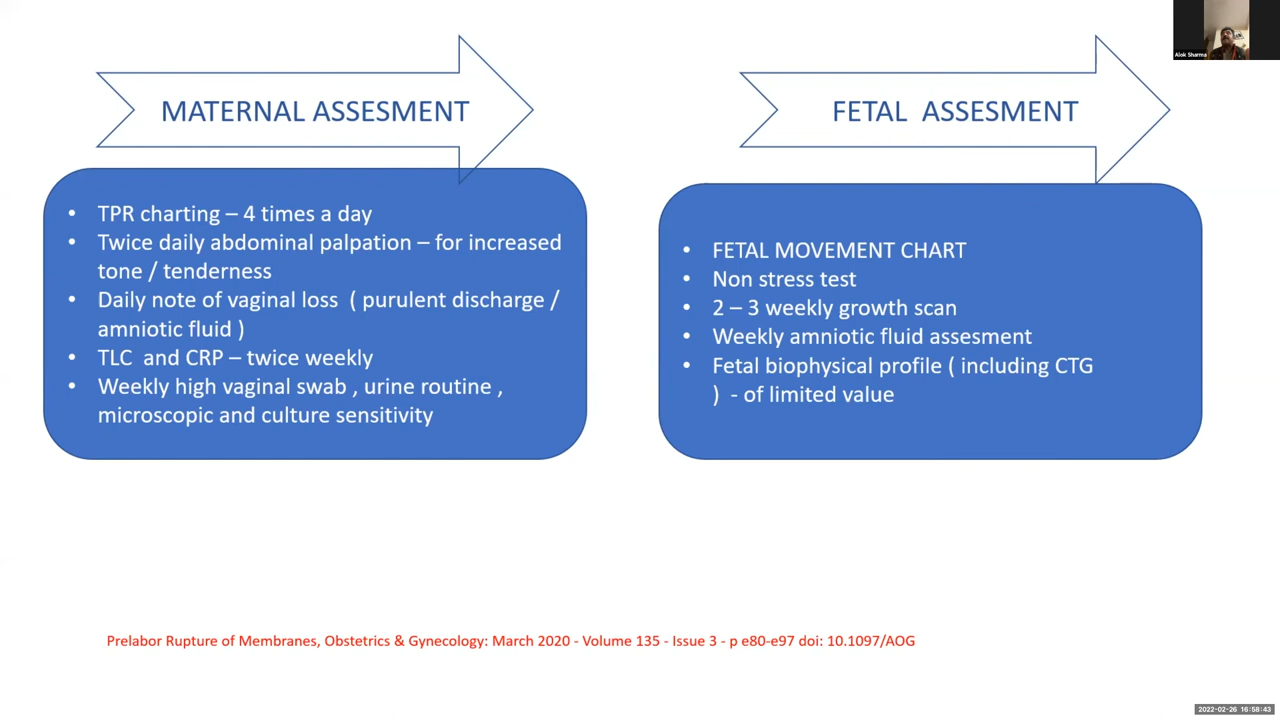 MATERNAL ASSESMENT
• TPR charting – 4 times a day
• Twice daily abdominal palpation – for increased
tone / tenderness
• Daily note of vaginal loss ( purulent discharge /
amniotic fluid )
• TLC and CRP – twice weekly
• Weekly high vaginal swab , urine routine ,
microscopic and culture sensitivity
FETAL ASSESMENT
• FETAL MOVEMENT CHART
• Non stress test
• 2 – 3 weekly growth scan
• Weekly amniotic fluid assesment
• Fetal biophysical profile ( including CTG
) - of limited value
Prelabor Rupture of Membranes, Obstetrics & Gynecology: March 2020 - Volume 135 - Issue 3 - p e80-e97 doi: 10.1097/AOG
Alok Sharma
2022-02-26 16:58:43